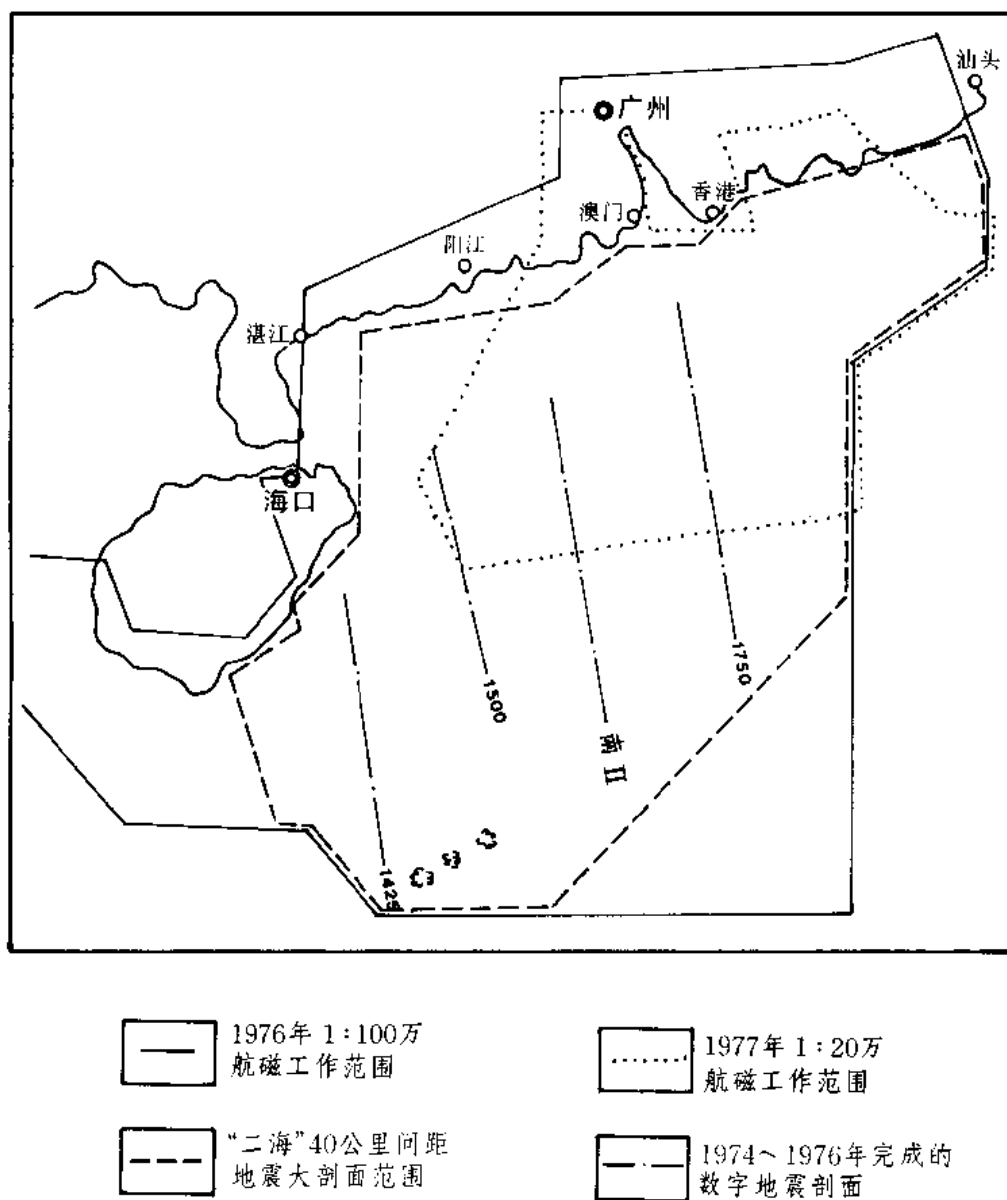 汕头
广州
香港
澳门
阳江
湛江
海口
1750
1500
南 II
1425
1976年 1:100万
航磁工作范围
1977年 1:20万
航磁工作范围
“二海”40公里间距
地震大剖面范围
1974~1976年完成的
数字地震剖面